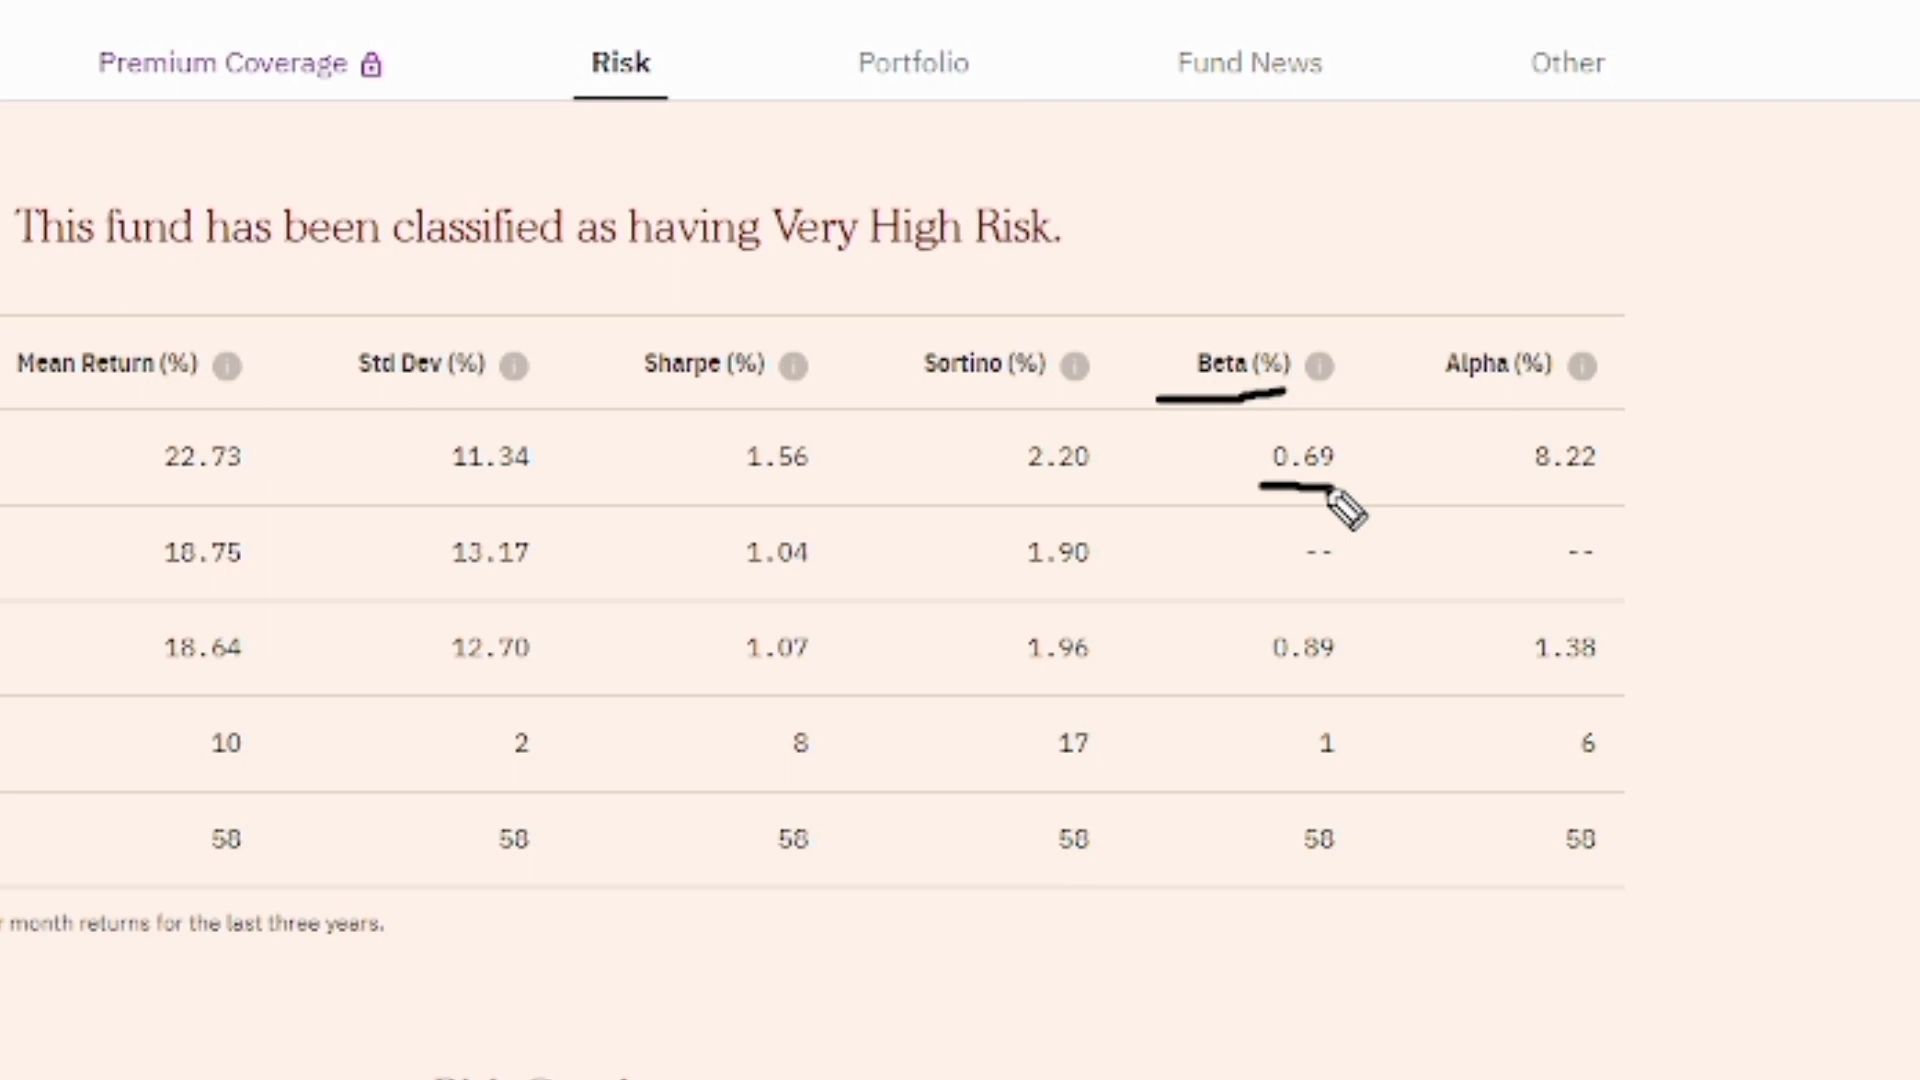 Premium Coverage Risk Portfolio Fund News Other
This fund has been classified as having Very High Risk.
Mean Return (%) Std Dev (%) Sharpe (%) Sortino (%) Beta (%) Alpha (%)
22.73 11.34 1.56 2.20 0.69 8.22
18.75 13.17 1.04 1.90 -- --
18.64 12.70 1.07 1.96 0.89 1.38
10 2 8 17 1 6
58 58 58 58 58 58
month returns for the last three years.